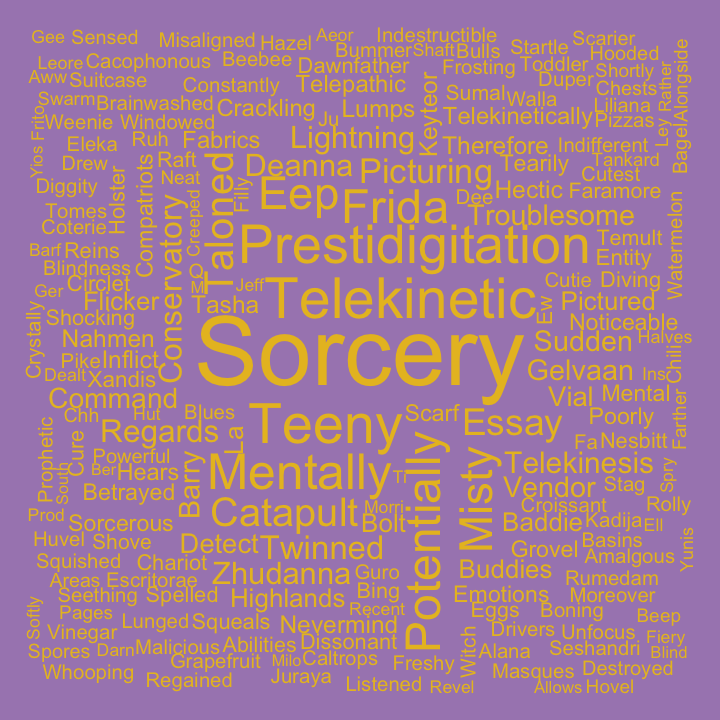 Gee
Sensed
Misaligned
Hazel
Aeor
Indestructible
Scarier
Leore
Cacophonous
Beebee
Bummer
Shaft
Bulls
Startle
Hooded
Aww
Suitcase
Dawnfather
Frosting
Toddler
Shortly
Rather
Alongside
Swarm
Brainwashed
Constantly
Telepathic
Keyteor
Sumal
Walla
Duper
Chests
Liliana
Ley
Bagel
Yios
Frito
Weenie
Windowed
Crackling
Ju
Lumps
Telekinetically
Pizzas
Eleka
Ruh
Fabrics
Lightning
Therefore
Indifferent
Tankard
Drew
Raft
Deanna
Picturing
Tearily
Cutest
Diggity
Holster
Compatriots
Neat
Taloned
Filly
Eep
Frida
Dee
Hectic
Faramore
Tomes
Conservatory
Creeped
Troublesome
Temult
Watermelon
Coterie
Prestidigitation
Entity
Barf
Reins
Blindness
Q
Circlet
M
Jeff
Telekinetic
Cutie
Diving
Ger
Flicker
Tasha
Ew
Pictured
Shocking
Noticeable
Crystally
Nahmen
Sorcery
Sudden
Halves
Pike
Inflict
Gelvaan
Chilli
Dealt
Xandis
Ins
Command
Vial
Mental
Chh
Hut
Blues
Teeny
Scarf
Essay
Poorly
Farther
Prophetic
Cure
Regards
La
Fa
Nesbitt
Powerful
South
Ber
Hears
Barry
Mentally
Potentially
Misty
Telekinesis
Stag
Spry
Betrayed
Vendor
Prod
Catapult
Morri
Croissant
Rolly
Sorcerous
Bolt
Baddie
Kadija
Ell
Huvel
Shove
Detect
Twinned
Grovel
Basins
Yunis
Squished
Chariot
Amalgous
Areas
Escritorae
Zhudanna
Guro
Buddies
Rumedam
Seething
Spelled
Highlands
Bing
Emotions
Moreover
Softly
Pages
Lunged
Squeals
Recent
Eggs
Boning
Beep
Vinegar
Nevermind
Drivers
Unfocus
Fiery
Spores
Darn
Malicious
Abilities
Dissonant
Witch
Alana
Seshandri
Blind
Whooping
Grapefruit
Milo
Caltrops
Freshy
Masques
Destroyed
Regained
Juraya
Listened
Revel
Allows
Hovel